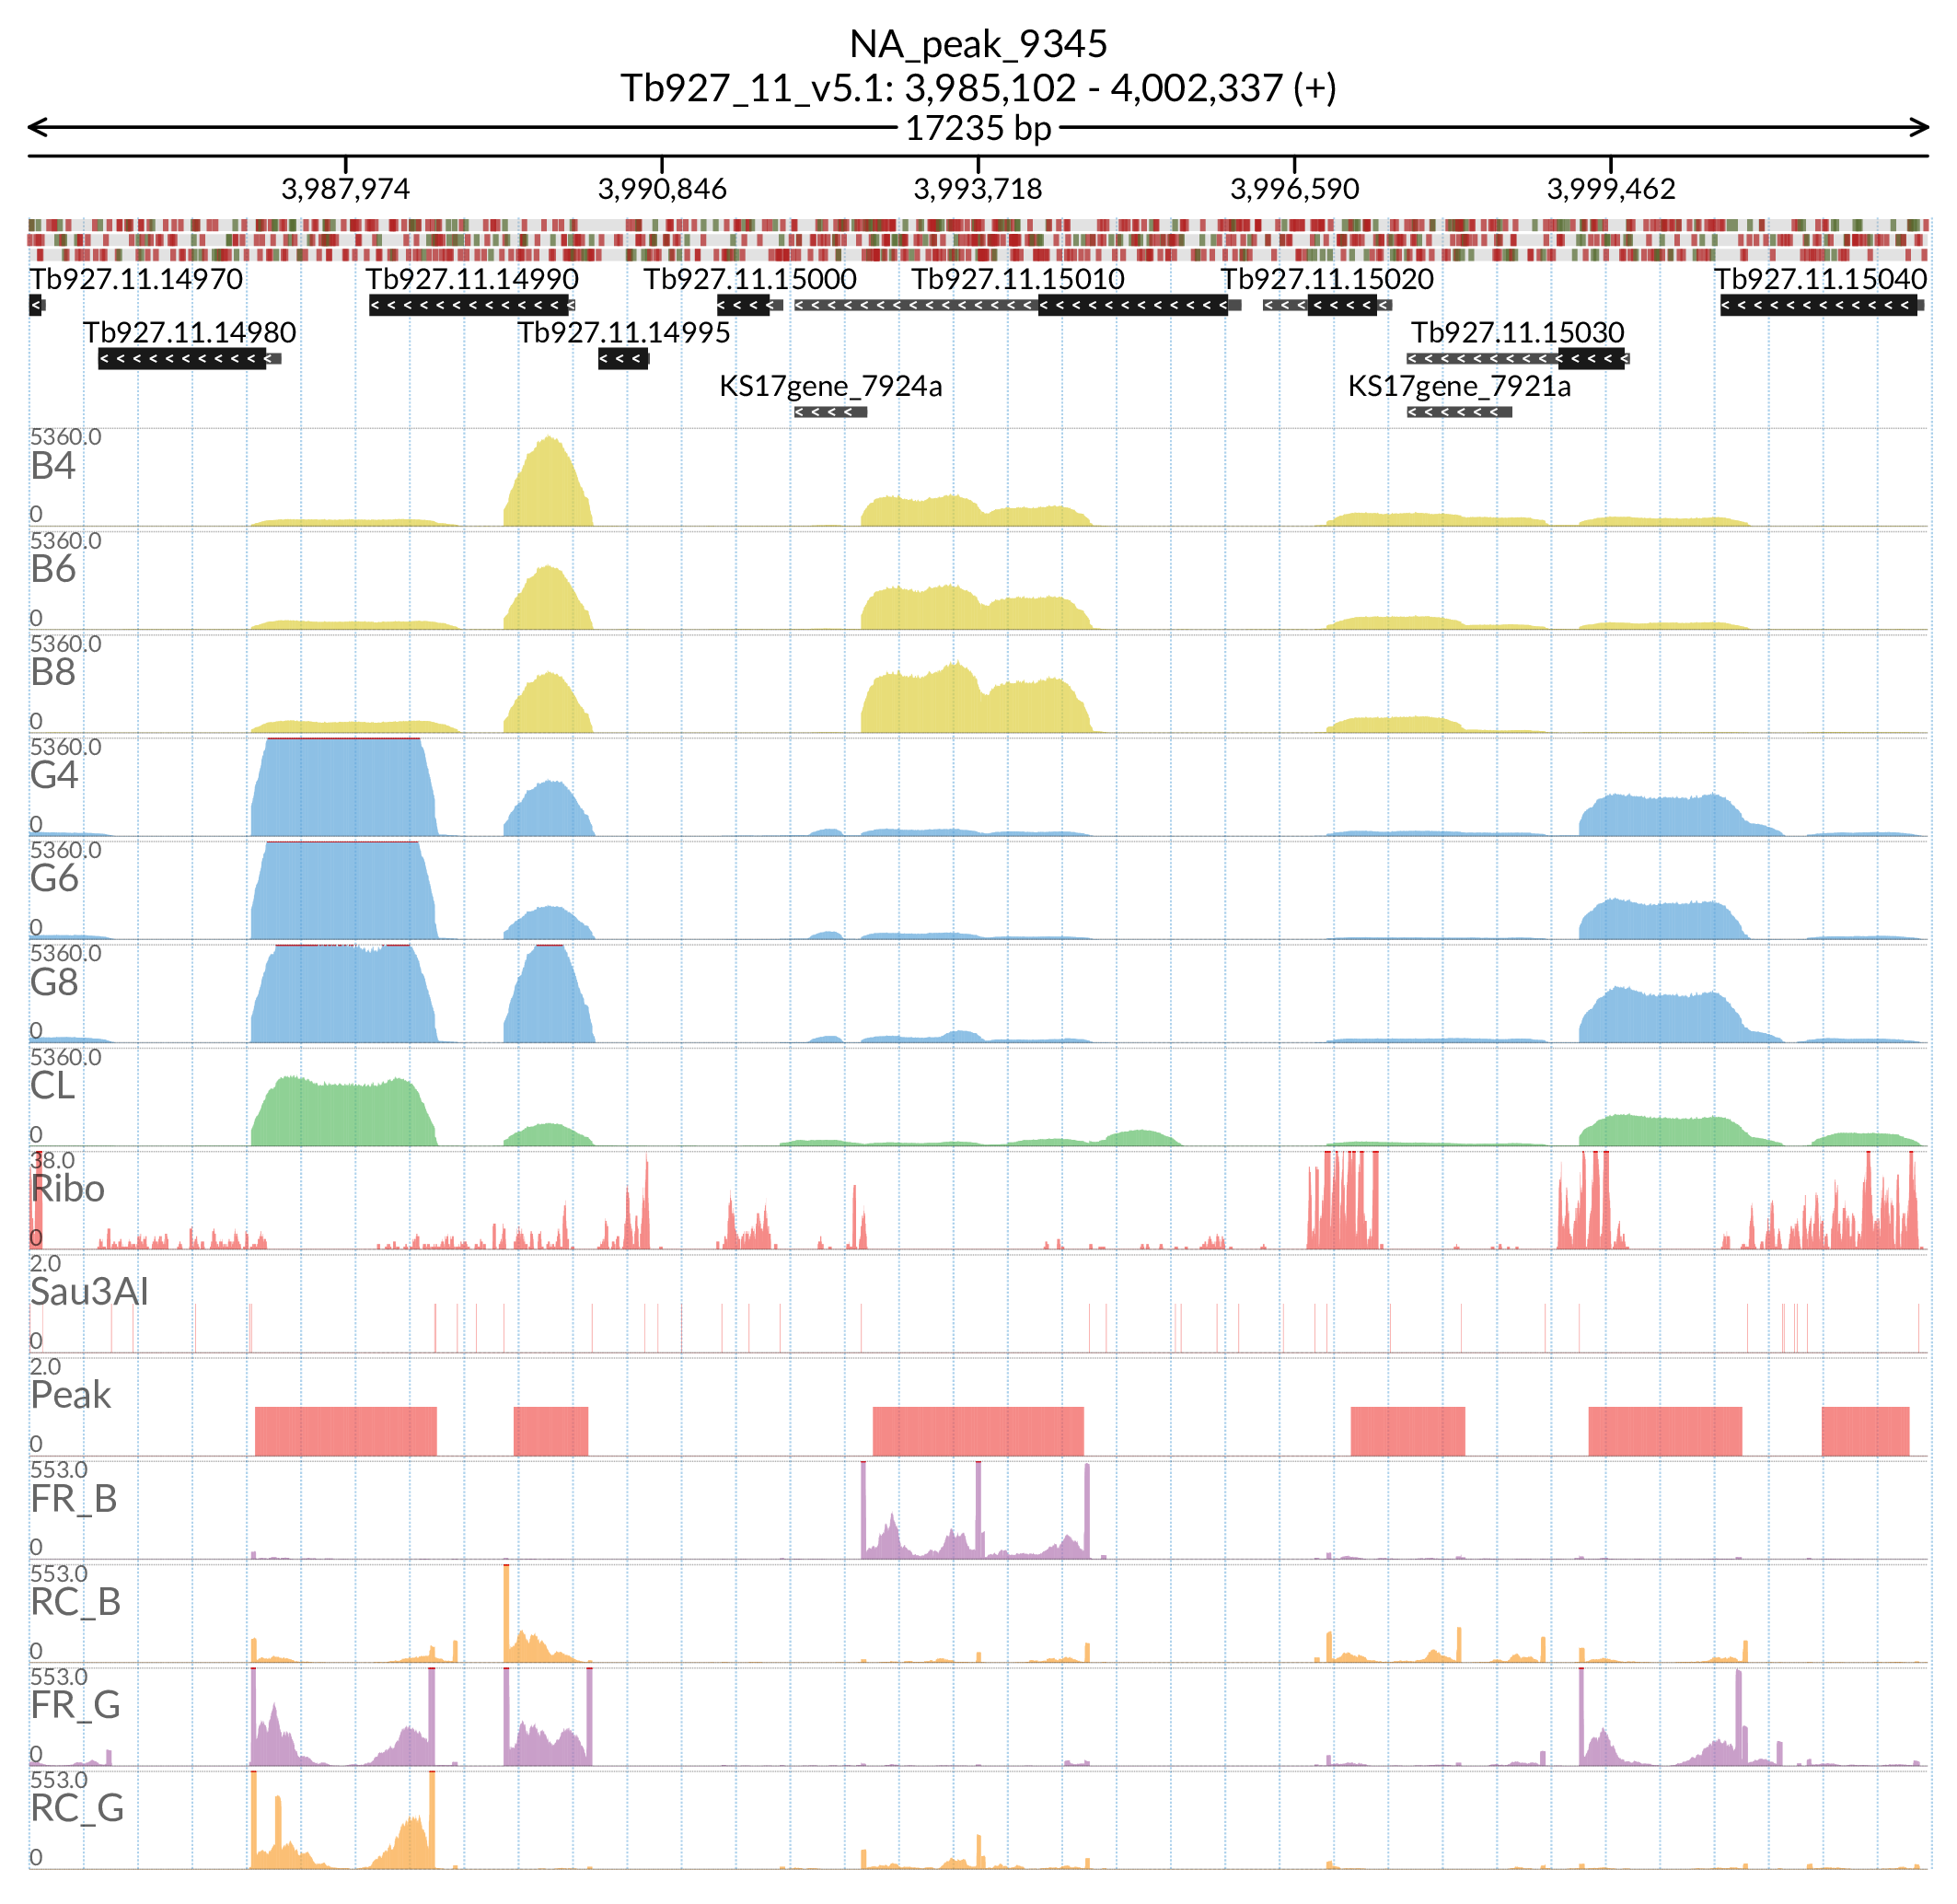 NA_peak_9345
Tb927_11_v5.1: 3,985,102 - 4,002,337 (+)
17235 bp
3,987,974 3,990,846 3,993,718 3,996,590 3,999,462
Tb927.11.14970 Tb927.11.14990 Tb927.11.15000 Tb927.11.15010 Tb927.11.15020 Tb927.11.15040
Tb927.11.14980 Tb927.11.14995 Tb927.11.15030
KS17gene_7924a KS17gene_7921a
5360.0
B4
0
5360.0
B6
0
5360.0
B8
0
5360.0
G4
0
5360.0
G6
0
5360.0
G8
0
5360.0
CL
0
38.0
Ribo
0
2.0
Sau3AI
0
2.0
Peak
0
553.0
FR_B
0
553.0
RC_B
0
553.0
FR_G
0
553.0
RC_G
0